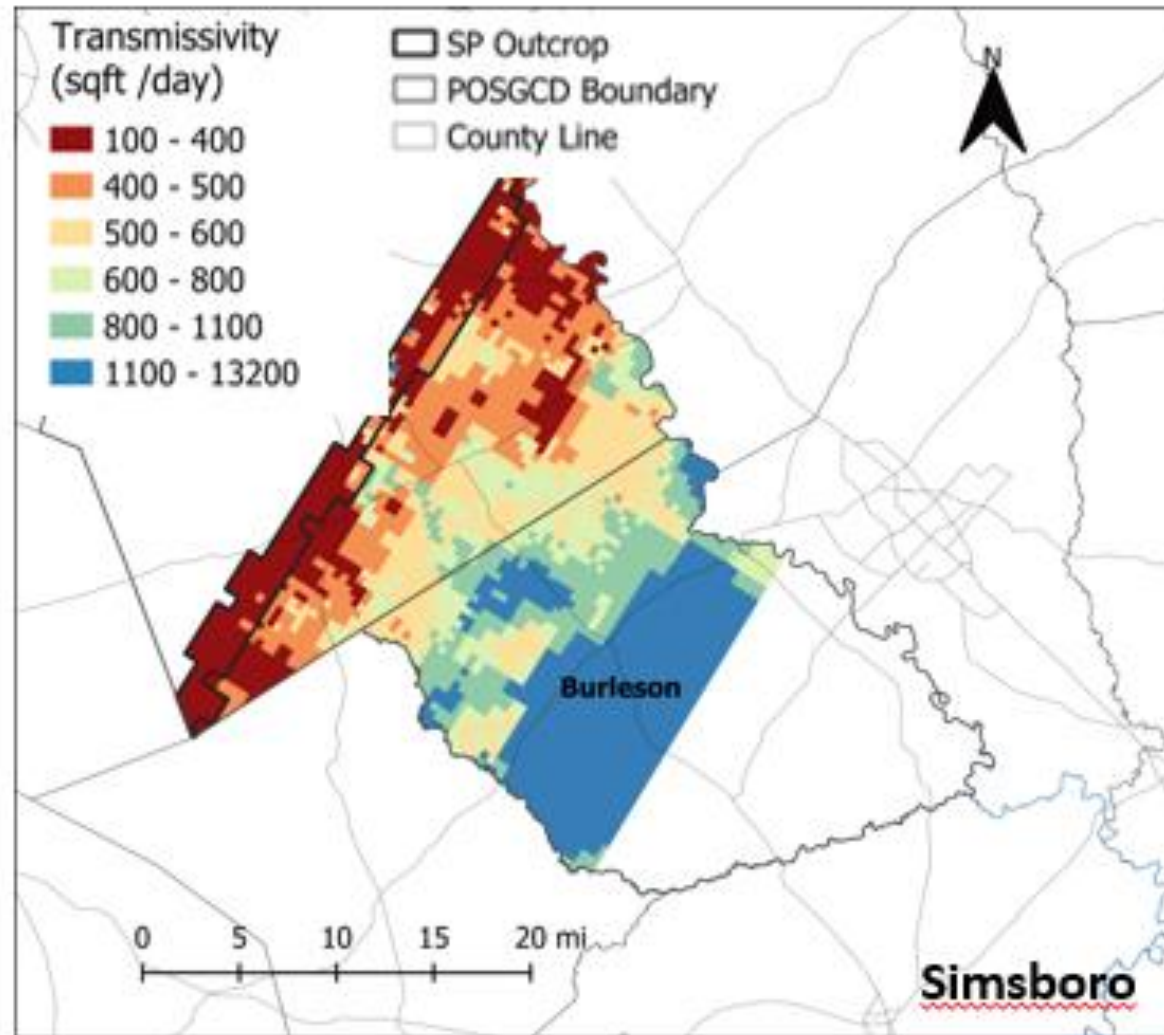 Transmissivity
(sqft /day)
100 - 400
400 - 500
500 - 600
600 - 800
800 - 1100
1100 - 13200
SP Outcrop
POSGCD Boundary
County Line
N
Burleson
0 5 10 15 20 mi
Simsboro